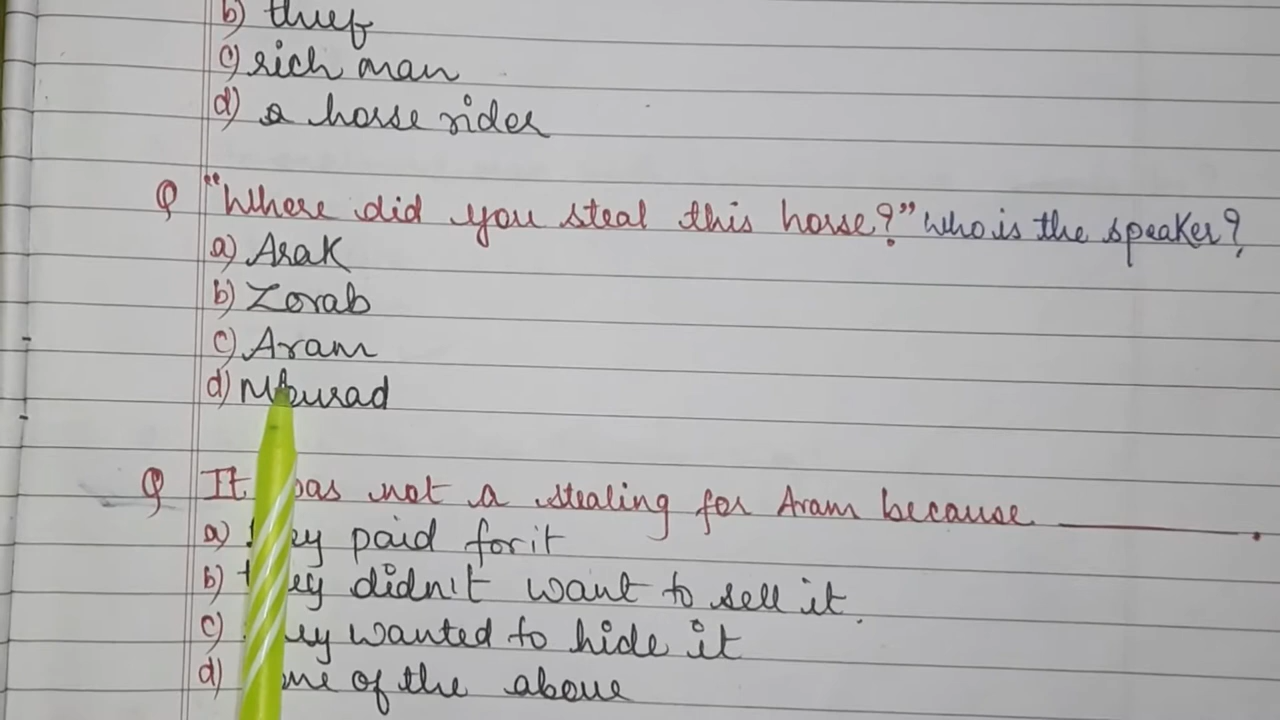 b) thief
c) rich man
d) a horse rider
Q "Where did you steal this horse?" Who is the speaker?
a) Arak
b) Zorab
c) Aram
d) Mourad
Q It was not a stealing for Aram because ________.
a) they paid for it
b) they didn't want to sell it.
c) they wanted to hide it
d) of the above